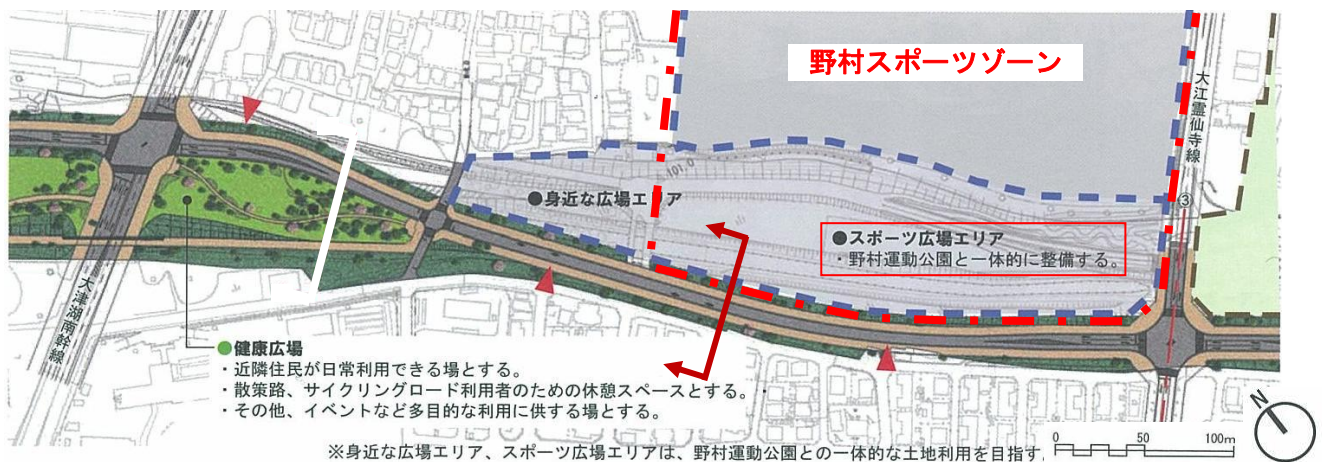 野村スポーツゾーン
大江霊仙寺線
101.0
③
●身近な広場エリア
●スポーツ広場エリア
・野村運動公園と一体的に整備する。
大津湖南幹線
●健康広場
・近隣住民が日常利用できる場とする。
・散策路、サイクリングロード利用者のための休憩スペースとする。
・その他、イベントなど多目的な利用に供する場とする。
N
0 50 100m
※身近な広場エリア、スポーツ広場エリアは、野村運動公園との一体的な土地利用を目指す